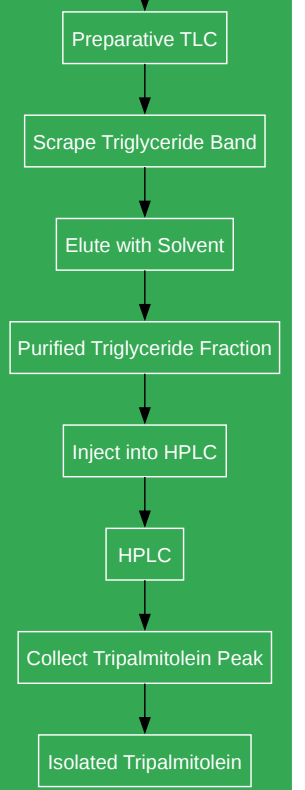 Preparative TLC
Scrape Triglyceride Band
Elute with Solvent
Purified Triglyceride Fraction
Inject into HPLC
HPLC
Collect Tripalmitolein Peak
Isolated Tripalmitolein